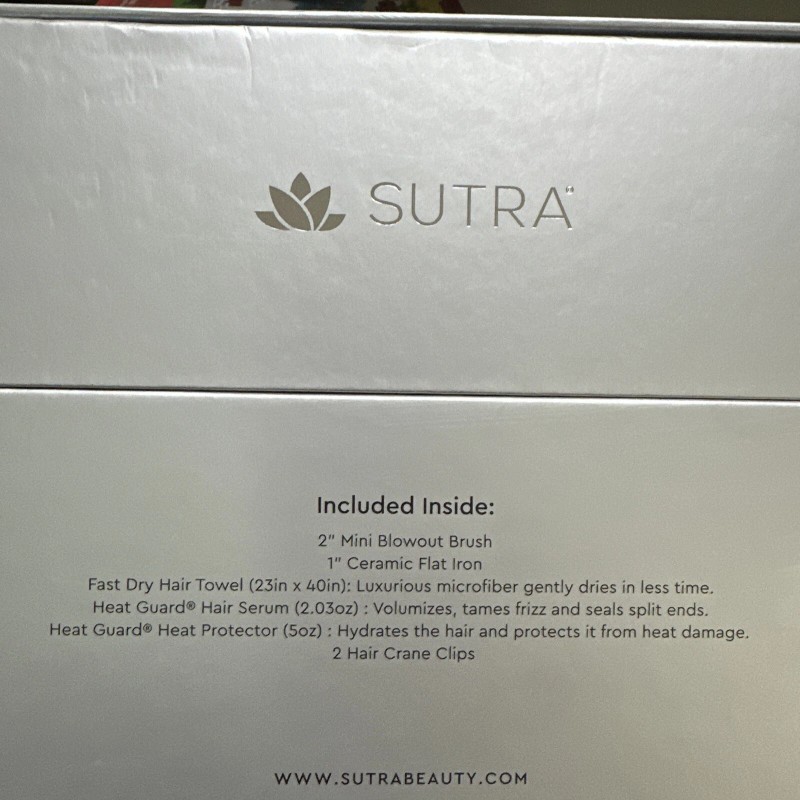 SUTRA
Included Inside:
2" Mini Blowout Brush
1" Ceramic Flat Iron
Fast Dry Hair Towel (23in x 40in): Luxurious microfiber gently dries in less time.
Heat Guard® Hair Serum (2.03oz) : Volumizes, tames frizz and seals split ends.
Heat Guard® Heat Protector (5oz) : Hydrates the hair and protects it from heat damage.
2 Hair Crane Clips
WWW.SUTRABEAUTY.COM